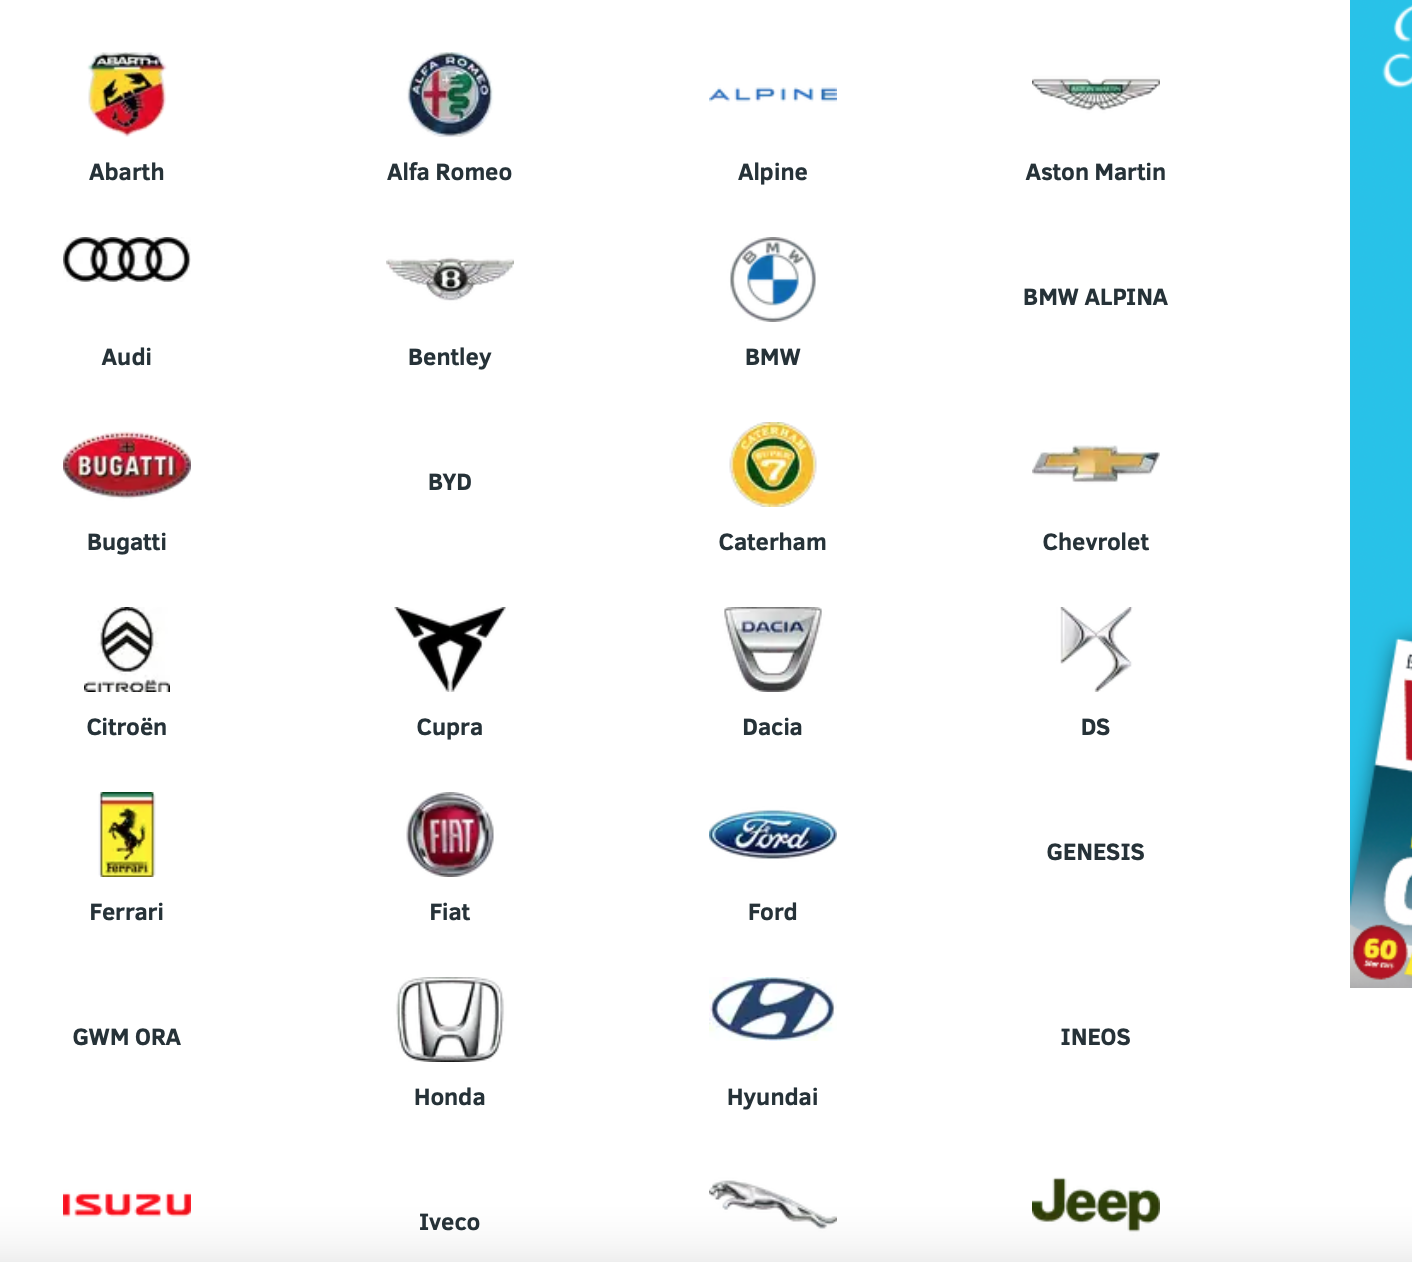 ABARTH
ALFA ROMEO
ALPINE
ASTON MARTIN
Abarth
Alfa Romeo
Alpine
Aston Martin
B
BMW
BMW ALPINA
Audi
Bentley
BMW
BUGATTI
BYD
CATERHAM
SUPER
7
Bugatti
Caterham
Chevrolet
CITROËN
DACIA
Citroën
Cupra
Dacia
DS
Ferrari
FIAT
Ford
GENESIS
Ferrari
Fiat
Ford
60
GWM ORA
INEOS
Honda
Hyundai
ISUZU
Iveco
Jeep